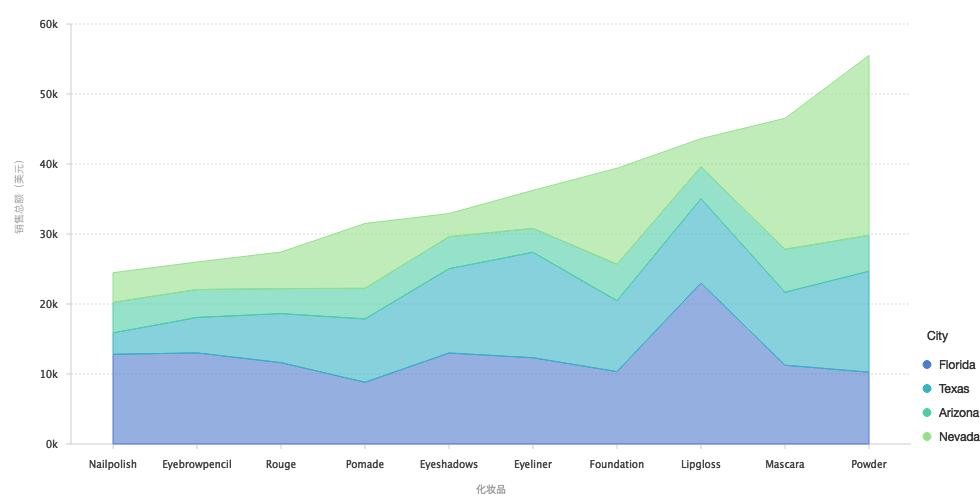 60k
50k
40k
30k
20k
10k
0k
销售总额（美元）
Nailpolish
Eyebrowpencil
Rouge
Pomade
Eyeshadows
Eyeliner
Foundation
Lipgloss
Mascara
Powder
化妆品
City
Florida
Texas
Arizona
Nevada